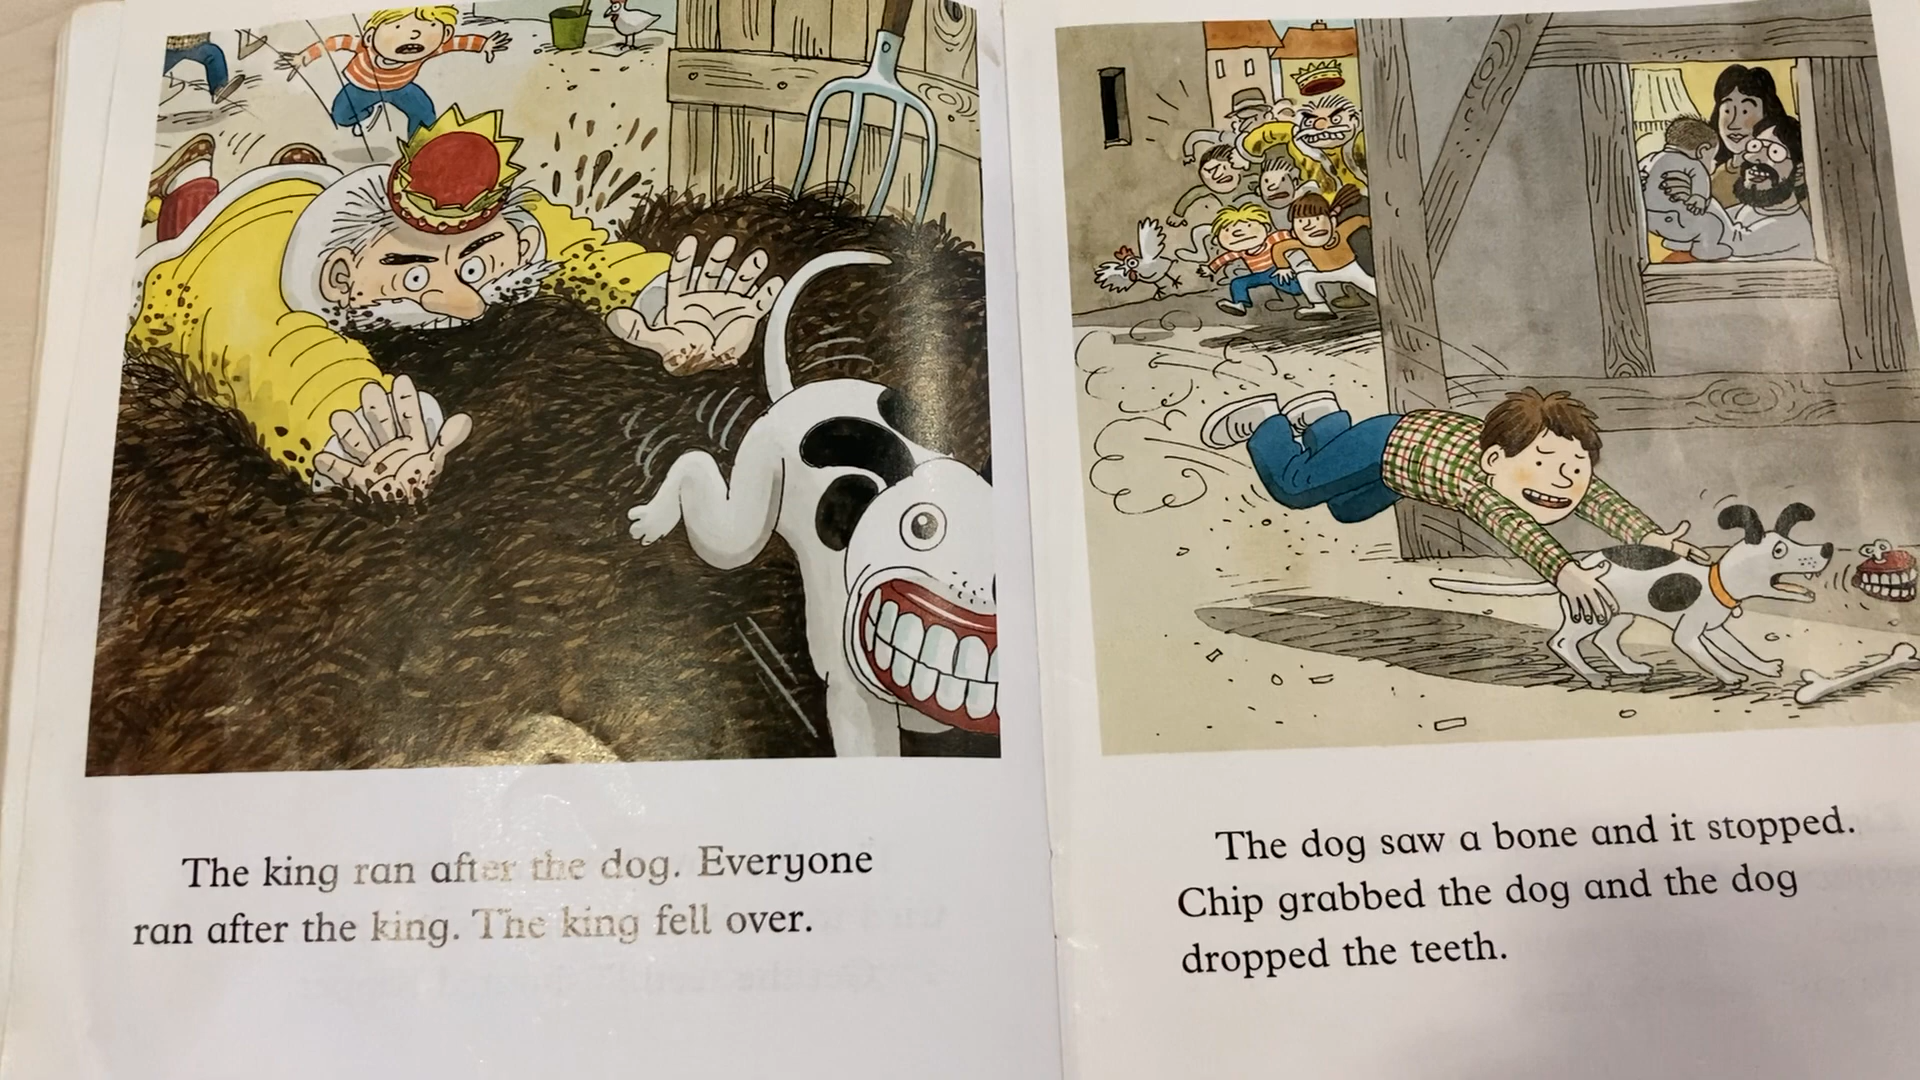 The king ran after the dog. Everyone
ran after the king. The king fell over.
The dog saw a bone and it stopped.
Chip grabbed the dog and the dog
dropped the teeth.